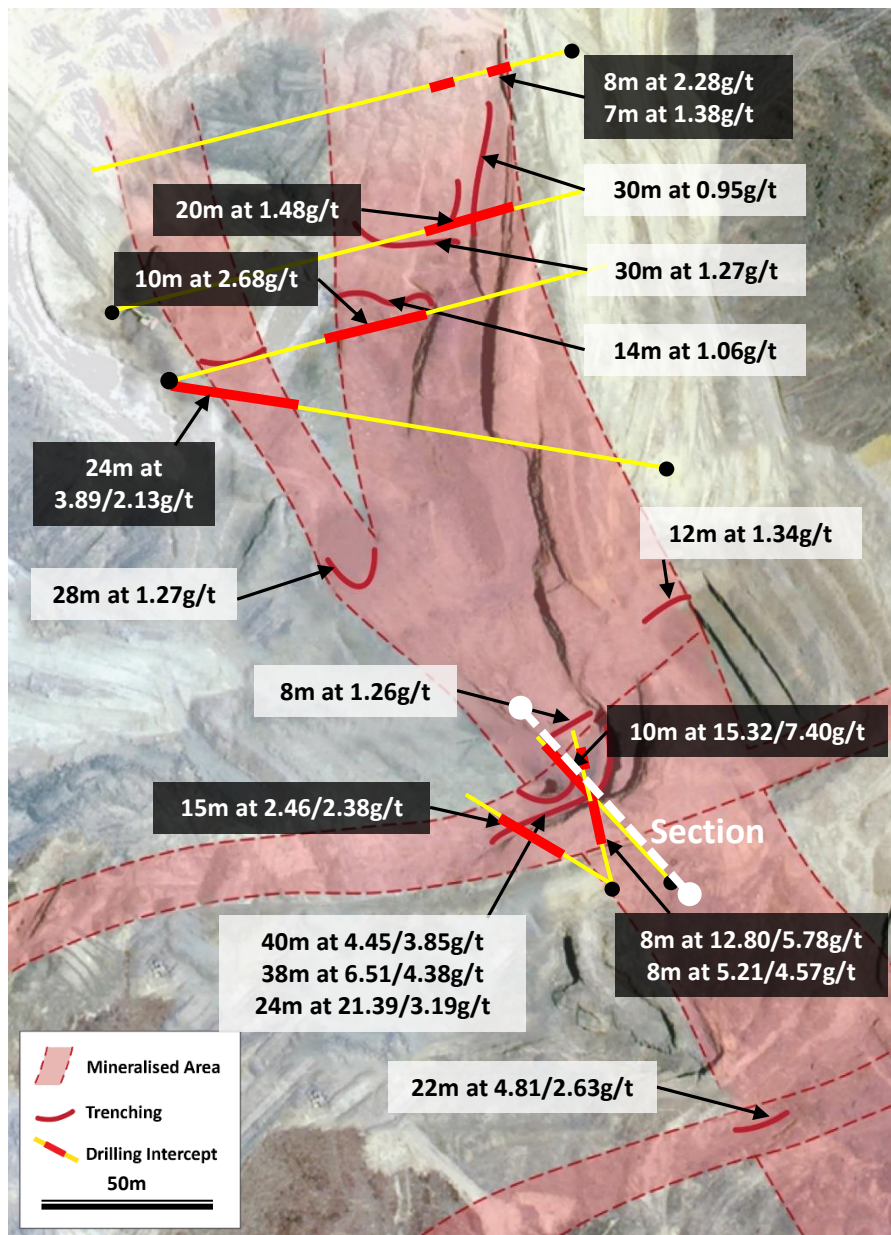 8m at 2.28g/t
7m at 1.38g/t
30m at 0.95g/t
20m at 1.48g/t
30m at 1.27g/t
10m at 2.68g/t
14m at 1.06g/t
24m at
3.89/2.13g/t
12m at 1.34g/t
28m at 1.27g/t
8m at 1.26g/t
10m at 15.32/7.40g/t
15m at 2.46/2.38g/t
Section
40m at 4.45/3.85g/t
38m at 6.51/4.38g/t
24m at 21.39/3.19g/t
8m at 12.80/5.78g/t
8m at 5.21/4.57g/t
22m at 4.81/2.63g/t
Mineralised Area
Trenching
Drilling Intercept
50m